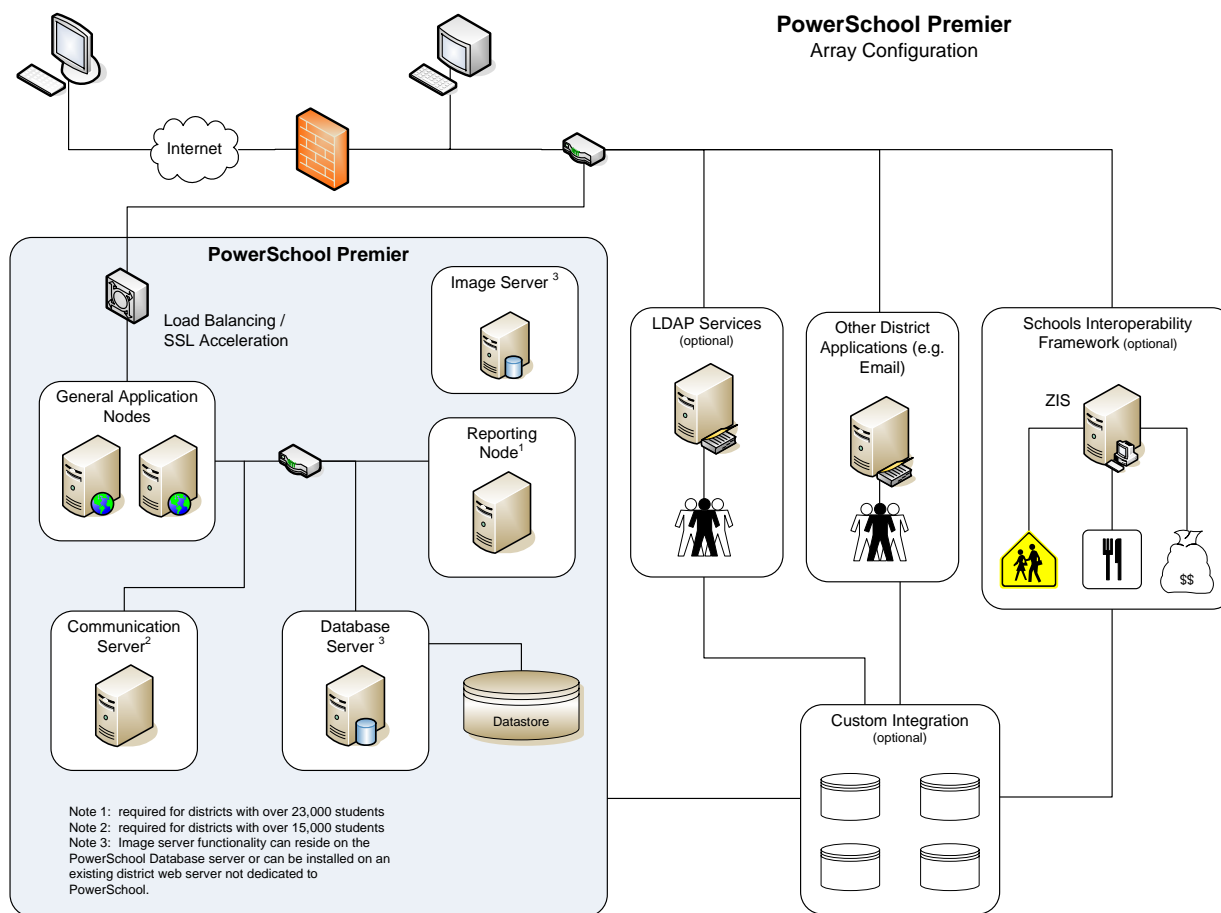 PowerSchool Premier
Array Configuration
Internet
PowerSchool Premier
Load Balancing /
SSL Acceleration
Image Server 3
General Application
Nodes
Reporting
Node1
Communication
Server2
Database
Server 3
Datastore
Note 1: required for districts with over 23,000 students
Note 2: required for districts with over 15,000 students
Note 3: Image server functionality can reside on the
PowerSchool Database server or can be installed on an
existing district web server not dedicated to
PowerSchool.
LDAP Services
(optional)
Other District
Applications (e.g.
Email)
Schools Interoperability
Framework (optional)
ZIS
$$
Custom Integration
(optional)